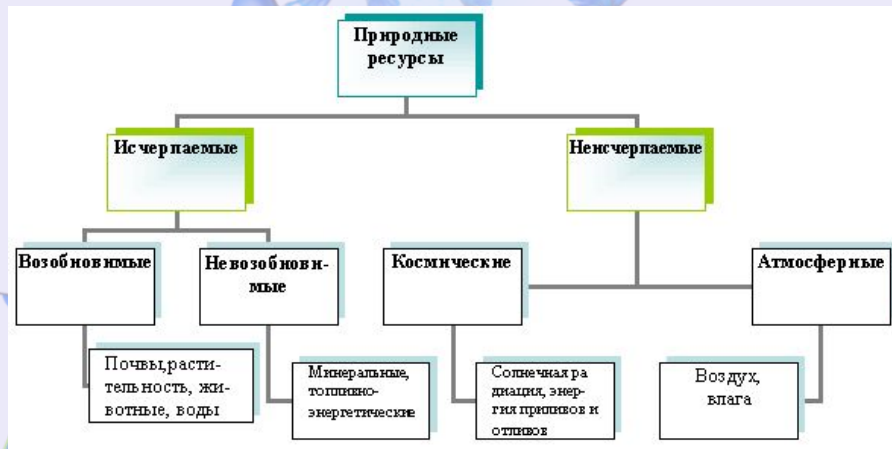 Природные
ресурсы
Исчерпаемые
Неисчерпаемые
Возобновимые
Невозобнови-
мые
Космические
Атмосферные
Почвы,расти-
тельность, жи-
вотные, воды
Минеральные,
топливно-
энергетические
Солнечная ра
диация, энер-
гия приливов и
отливов
Воздух,
влага